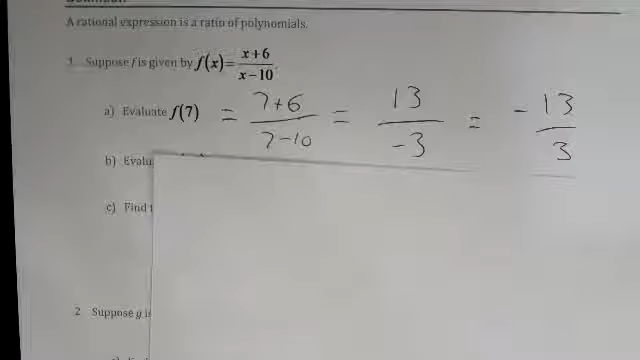 A rational expression is a ratio of polynomials.
1 Suppose f is given by f(x)= x+6 / x−10.
a) Evaluate f(7) = 7+6 / 7−10 = 13 / −3 = − 13 / 3
b)
c) Find
2 Suppose g